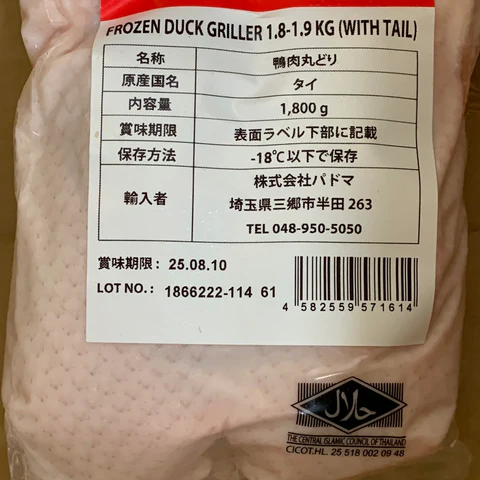 FROZEN DUCK GRILLER 1.8-1.9 KG (WITH TAIL)
名称 鴨肉丸どり
原産国名 タイ
内容量 1,800 g
賞味期限 表面ラベル下部に記載
保存方法 -18℃以下で保存
輸入者 株式会社パドマ
埼玉県三郷市半田 263
TEL 048-950-5050
賞味期限 : 25.08.10
LOT NO. : 1866222-114 61
4 582559 571614
حلال
THE CENTRAL ISLAMIC COUNCIL OF THAILAND
CICOT.HL. 25 518 002 09 48